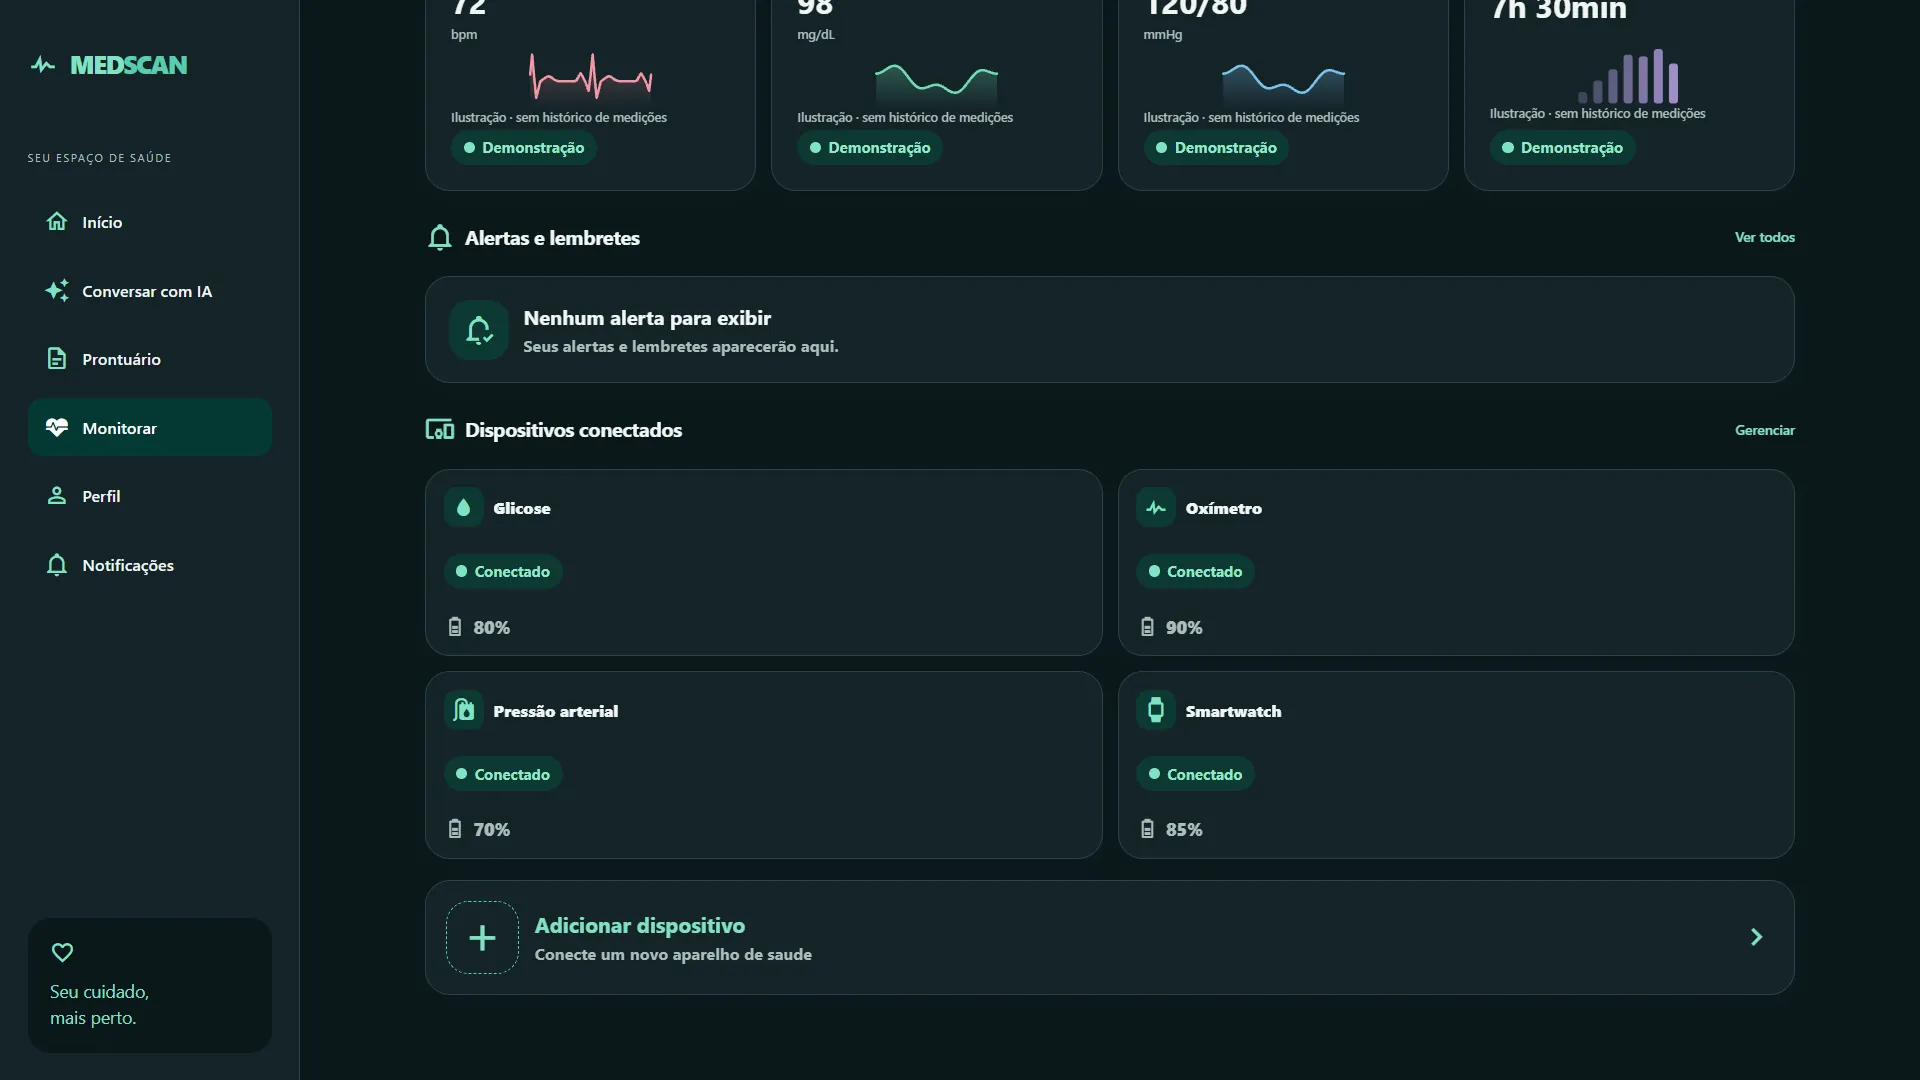 MEDSCAN
SEU ESPAÇO DE SAÚDE
Início
Conversar com IA
Prontuário
Monitorar
Perfil
Notificações
Seu cuidado,
mais perto.
72
bpm
Ilustração · sem histórico de medições
Demonstração
98
mg/dL
Ilustração · sem histórico de medições
Demonstração
120/80
mmHg
Ilustração · sem histórico de medições
Demonstração
7h 30min
Ilustração · sem histórico de medições
Demonstração
Alertas e lembretes
Ver todos
Nenhum alerta para exibir
Seus alertas e lembretes aparecerão aqui.
Dispositivos conectados
Gerenciar
Glicose
Conectado
80%
Oxímetro
Conectado
90%
Pressão arterial
Conectado
70%
Smartwatch
Conectado
85%
Adicionar dispositivo
Conecte um novo aparelho de saude